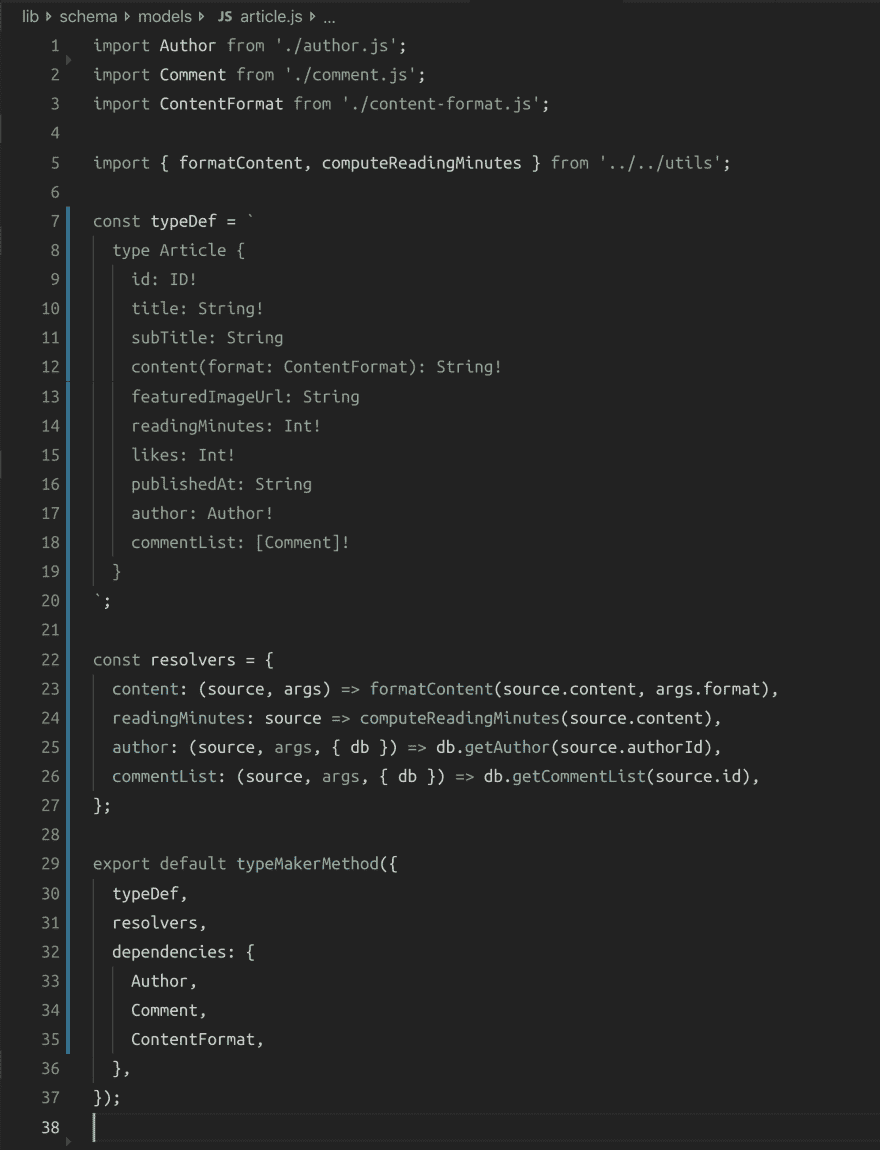 lib schema models JS article.js ...
1 import Author from './author.js';
2 import Comment from './comment.js';
3 import ContentFormat from './content-format.js';
4
5 import { formatContent, computeReadingMinutes } from '../../utils';
6
7 const typeDef = `
8 type Article {
9 id: ID!
10 title: String!
11 subTitle: String
12 content(format: ContentFormat): String!
13 featuredImageUrl: String
14 readingMinutes: Int!
15 likes: Int!
16 publishedAt: String
17 author: Author!
18 commentList: [Comment]!
19 }
20 `;
21
22 const resolvers = {
23 content: (source, args) => formatContent(source.content, args.format),
24 readingMinutes: source => computeReadingMinutes(source.content),
25 author: (source, args, { db }) => db.getAuthor(source.authorId),
26 commentList: (source, args, { db }) => db.getCommentList(source.id),
27 };
28
29 export default typeMakerMethod({
30 typeDef,
31 resolvers,
32 dependencies: {
33 Author,
34 Comment,
35 ContentFormat,
36 },
37 });
38